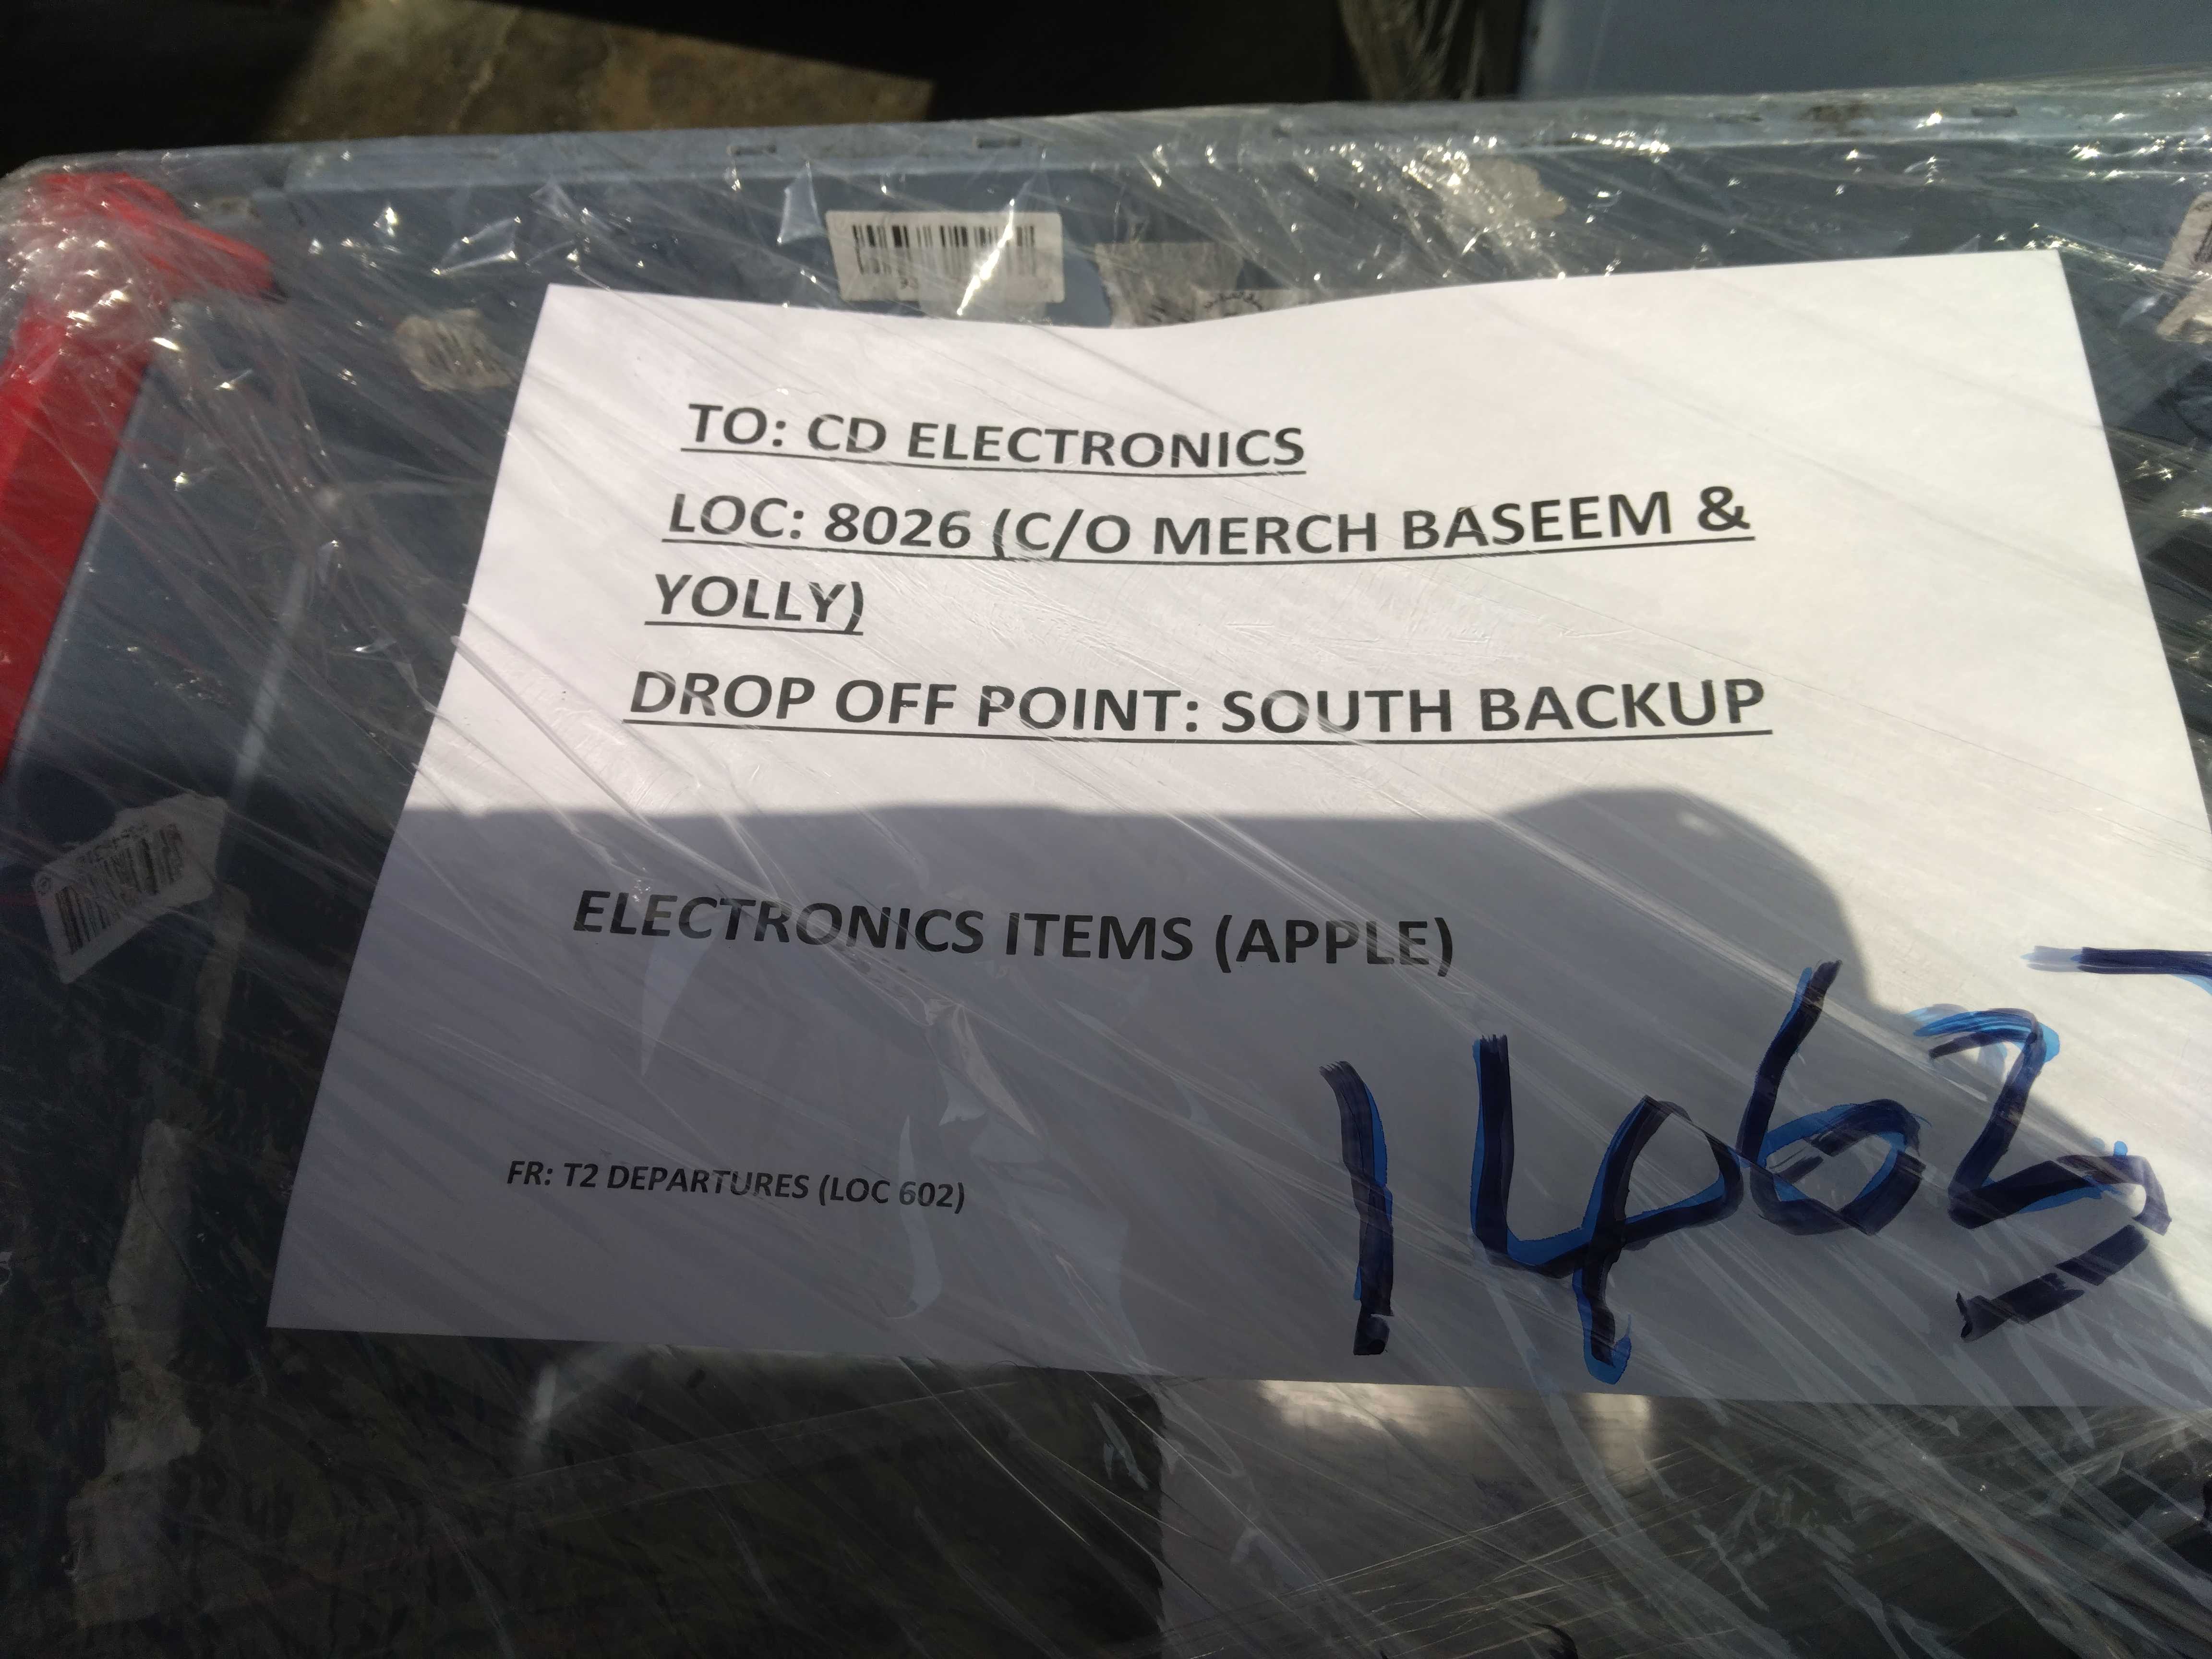 TO: CD ELECTRONICS
LOC: 8026 (C/O MERCH BASEEM &
YOLLY)
DROP OFF POINT: SOUTH BACKUP
ELECTRONICS ITEMS (APPLE)
FR: T2 DEPARTURES (LOC 602)